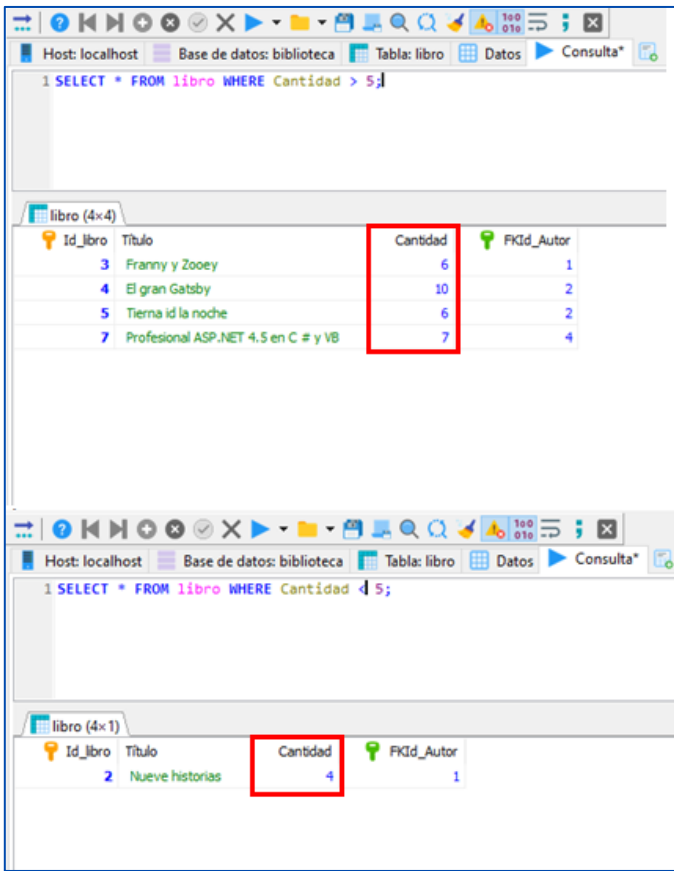 Host: localhost Base de datos: biblioteca Tabla: libro Datos Consulta*
1 SELECT * FROM libro WHERE Cantidad > 5;
libro (4×4)
Id_libro Título Cantidad FKId_Autor
3 Franny y Zooey 6 1
4 El gran Gatsby 10 2
5 Tierna id la noche 6 2
7 Profesional ASP.NET 4.5 en C # y VB 7 4
Host: localhost Base de datos: biblioteca Tabla: libro Datos Consulta*
1 SELECT * FROM libro WHERE Cantidad < 5;
libro (4×1)
Id_libro Título Cantidad FKId_Autor
2 Nueve historias 4 1